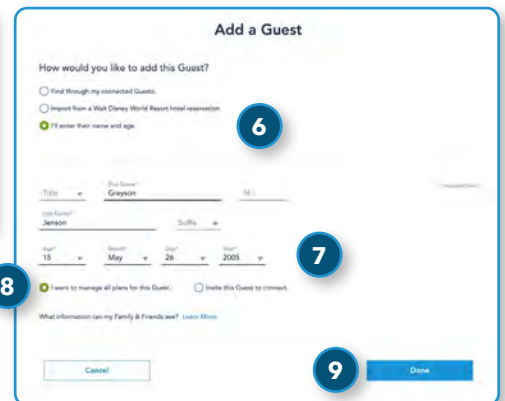 Add a Guest
How would you like to add this Guest?
Find through my connected Guests.
Import from a Walt Disney World Resort hotel reservation.
I'll enter their name and age.
6
First Name*
Title Greyson M.I.
Last Name*
Jenson Suffix
Age* Month* Day* Year*
15 May 26 2005
7
8
I want to manage all plans for this Guest. Invite this Guest to connect.
What information can my Family & Friends see? Learn More
Cancel
9
Done